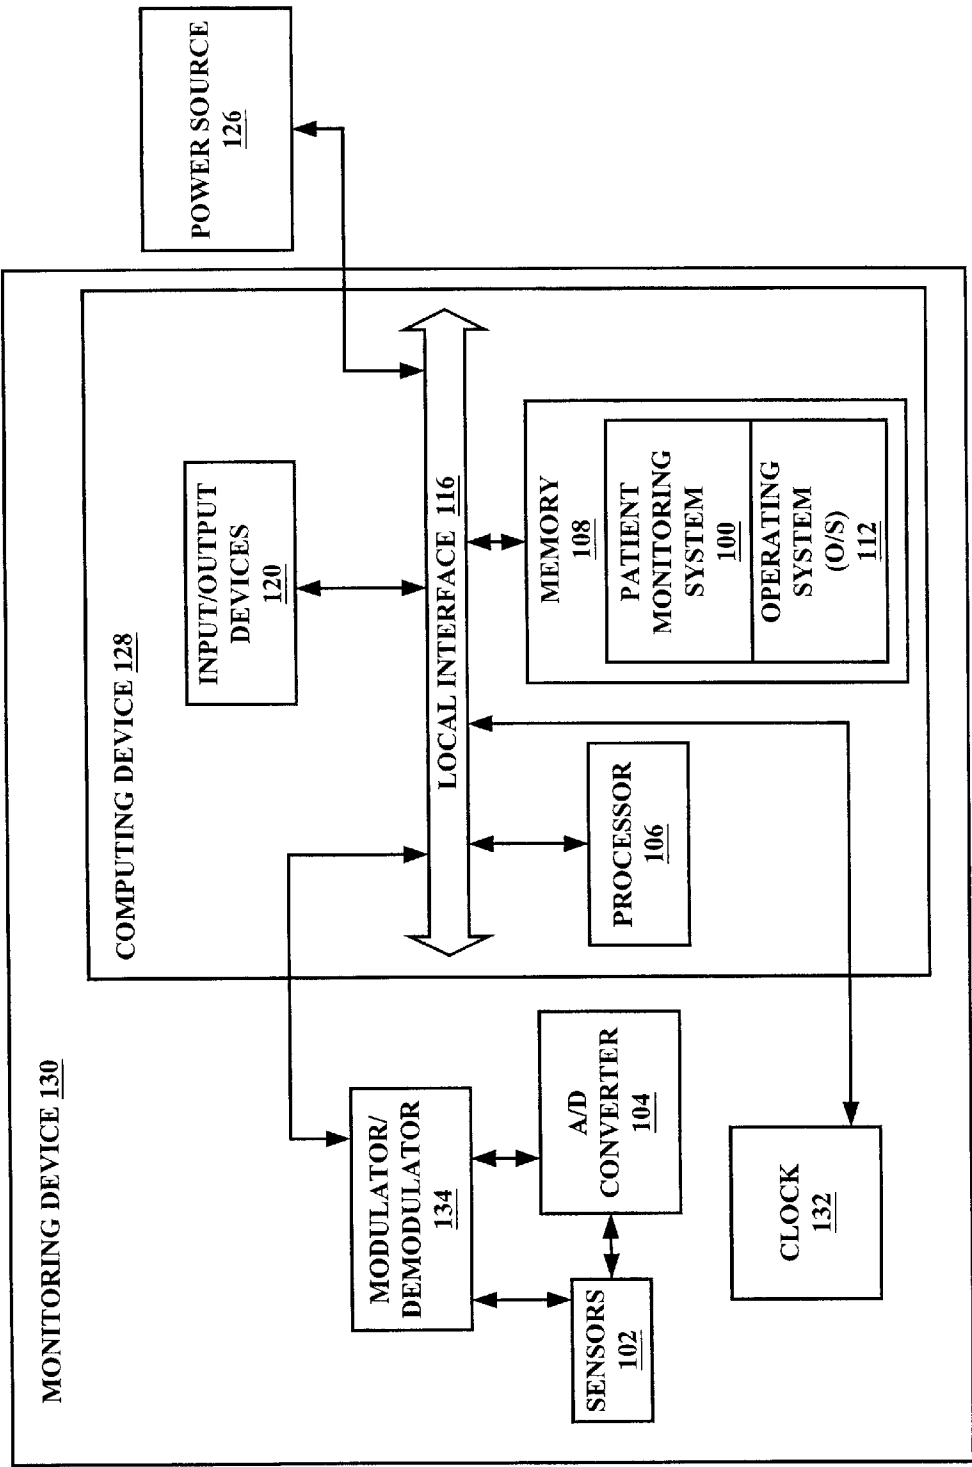 MONITORING DEVICE 130
COMPUTING DEVICE 128
POWER SOURCE
126
INPUT/OUTPUT
DEVICES
120
MODULATOR/
DEMODULATOR
134
LOCAL INTERFACE 116
SENSORS
102
A/D
CONVERTER
104
PROCESSOR
106
MEMORY
108
PATIENT
MONITORING
SYSTEM
100
OPERATING
SYSTEM
(O/S)
112
CLOCK
132